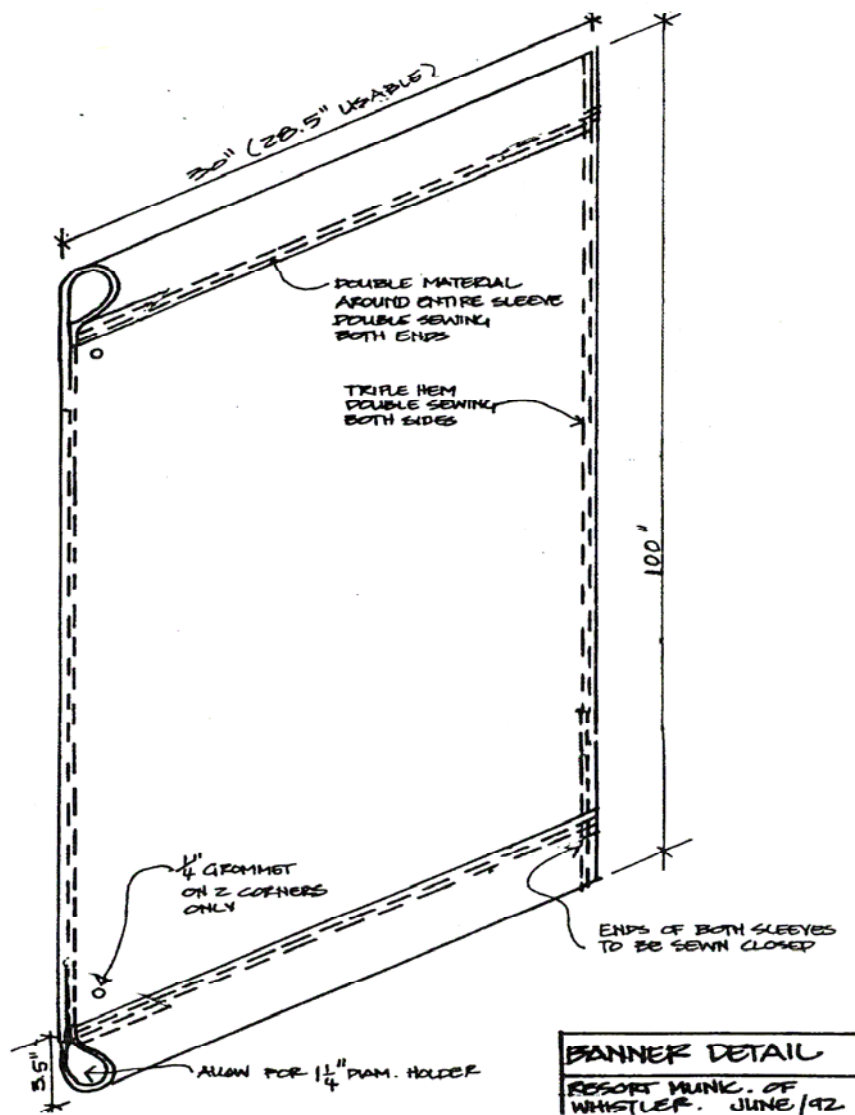 30" (28.5" USABLE)
DOUBLE MATERIAL
AROUND ENTIRE SLEEVE
DOUBLE SEWING
BOTH ENDS
TRIPLE HEM
DOUBLE SEWING
BOTH SIDES
100"
1/4" GROMMET
ON 2 CORNERS
ONLY
ENDS OF BOTH SLEEVES
TO BE SEWN CLOSED
3.5"
ALLOW FOR 1 1/4" DIAM. HOLDER
BANNER DETAIL
RESORT MUNIC. OF
WHISTLER. JUNE/92